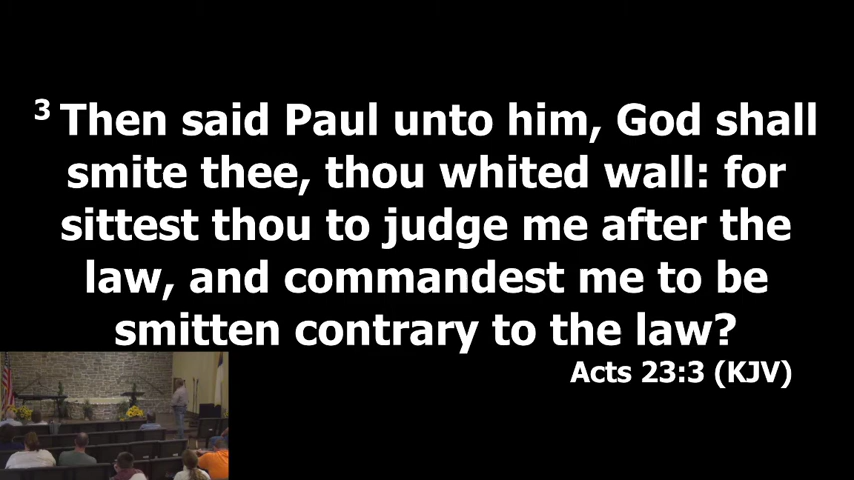 3 Then said Paul unto him, God shall
smite thee, thou whited wall: for
sittest thou to judge me after the
law, and commandest me to be
smitten contrary to the law?
Acts 23:3 (KJV)